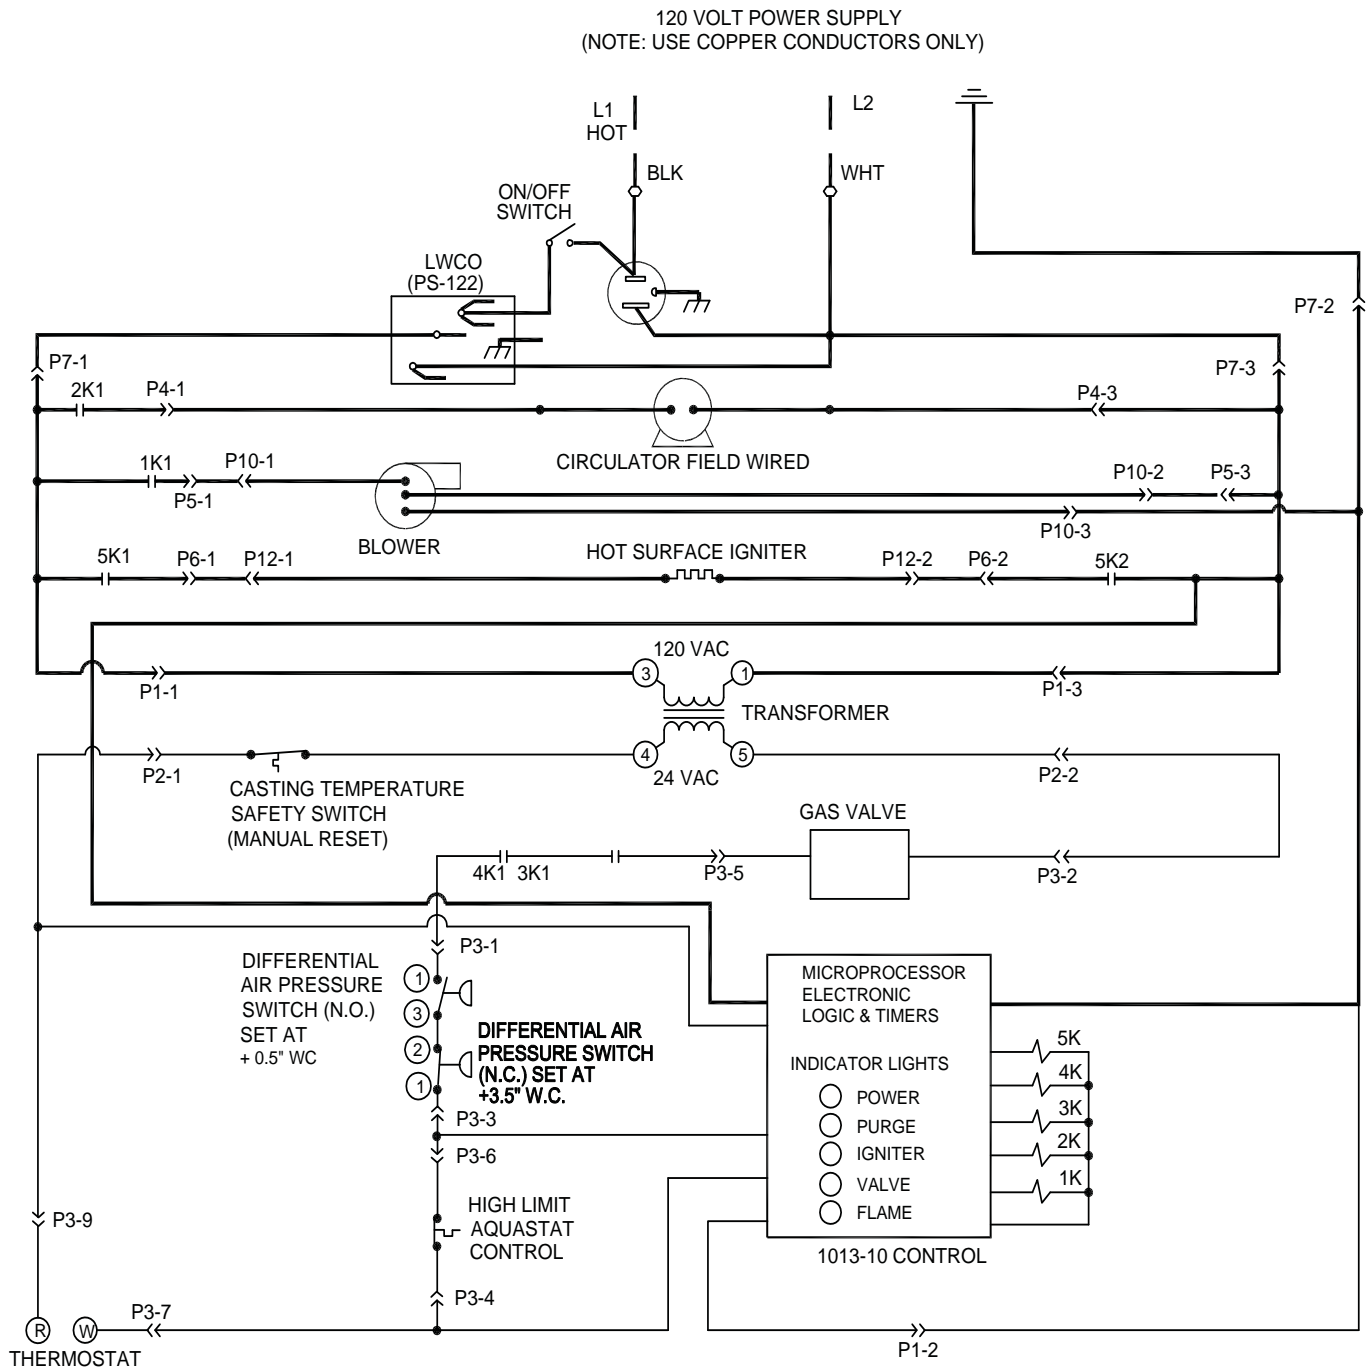 120 VOLT POWER SUPPLY
(NOTE: USE COPPER CONDUCTORS ONLY)
L1
HOT
L2
BLK
WHT
ON/OFF
SWITCH
LWCO
(PS-122)
P7-2
P7-1
P7-3
2K1
P4-1
P4-3
CIRCULATOR FIELD WIRED
1K1
P10-1
P5-1
P10-2
P5-3
P10-3
BLOWER
5K1
P6-1
P12-1
HOT SURFACE IGNITER
P12-2
P6-2
5K2
120 VAC
3
1
P1-1
P1-3
TRANSFORMER
4
5
P2-1
24 VAC
P2-2
CASTING TEMPERATURE
SAFETY SWITCH
(MANUAL RESET)
GAS VALVE
4K1
3K1
P3-5
P3-2
P3-1
DIFFERENTIAL
AIR PRESSURE
SWITCH (N.O.)
SET AT
+ 0.5" WC
1
3
2
1
DIFFERENTIAL AIR
PRESSURE SWITCH
(N.C.) SET AT
+3.5" W.C.
P3-3
P3-6
MICROPROCESSOR
ELECTRONIC
LOGIC & TIMERS
INDICATOR LIGHTS
POWER
PURGE
IGNITER
VALVE
FLAME
5K
4K
3K
2K
1K
1013-10 CONTROL
P3-9
HIGH LIMIT
AQUASTAT
CONTROL
P3-4
P3-7
R
W
THERMOSTAT
P1-2